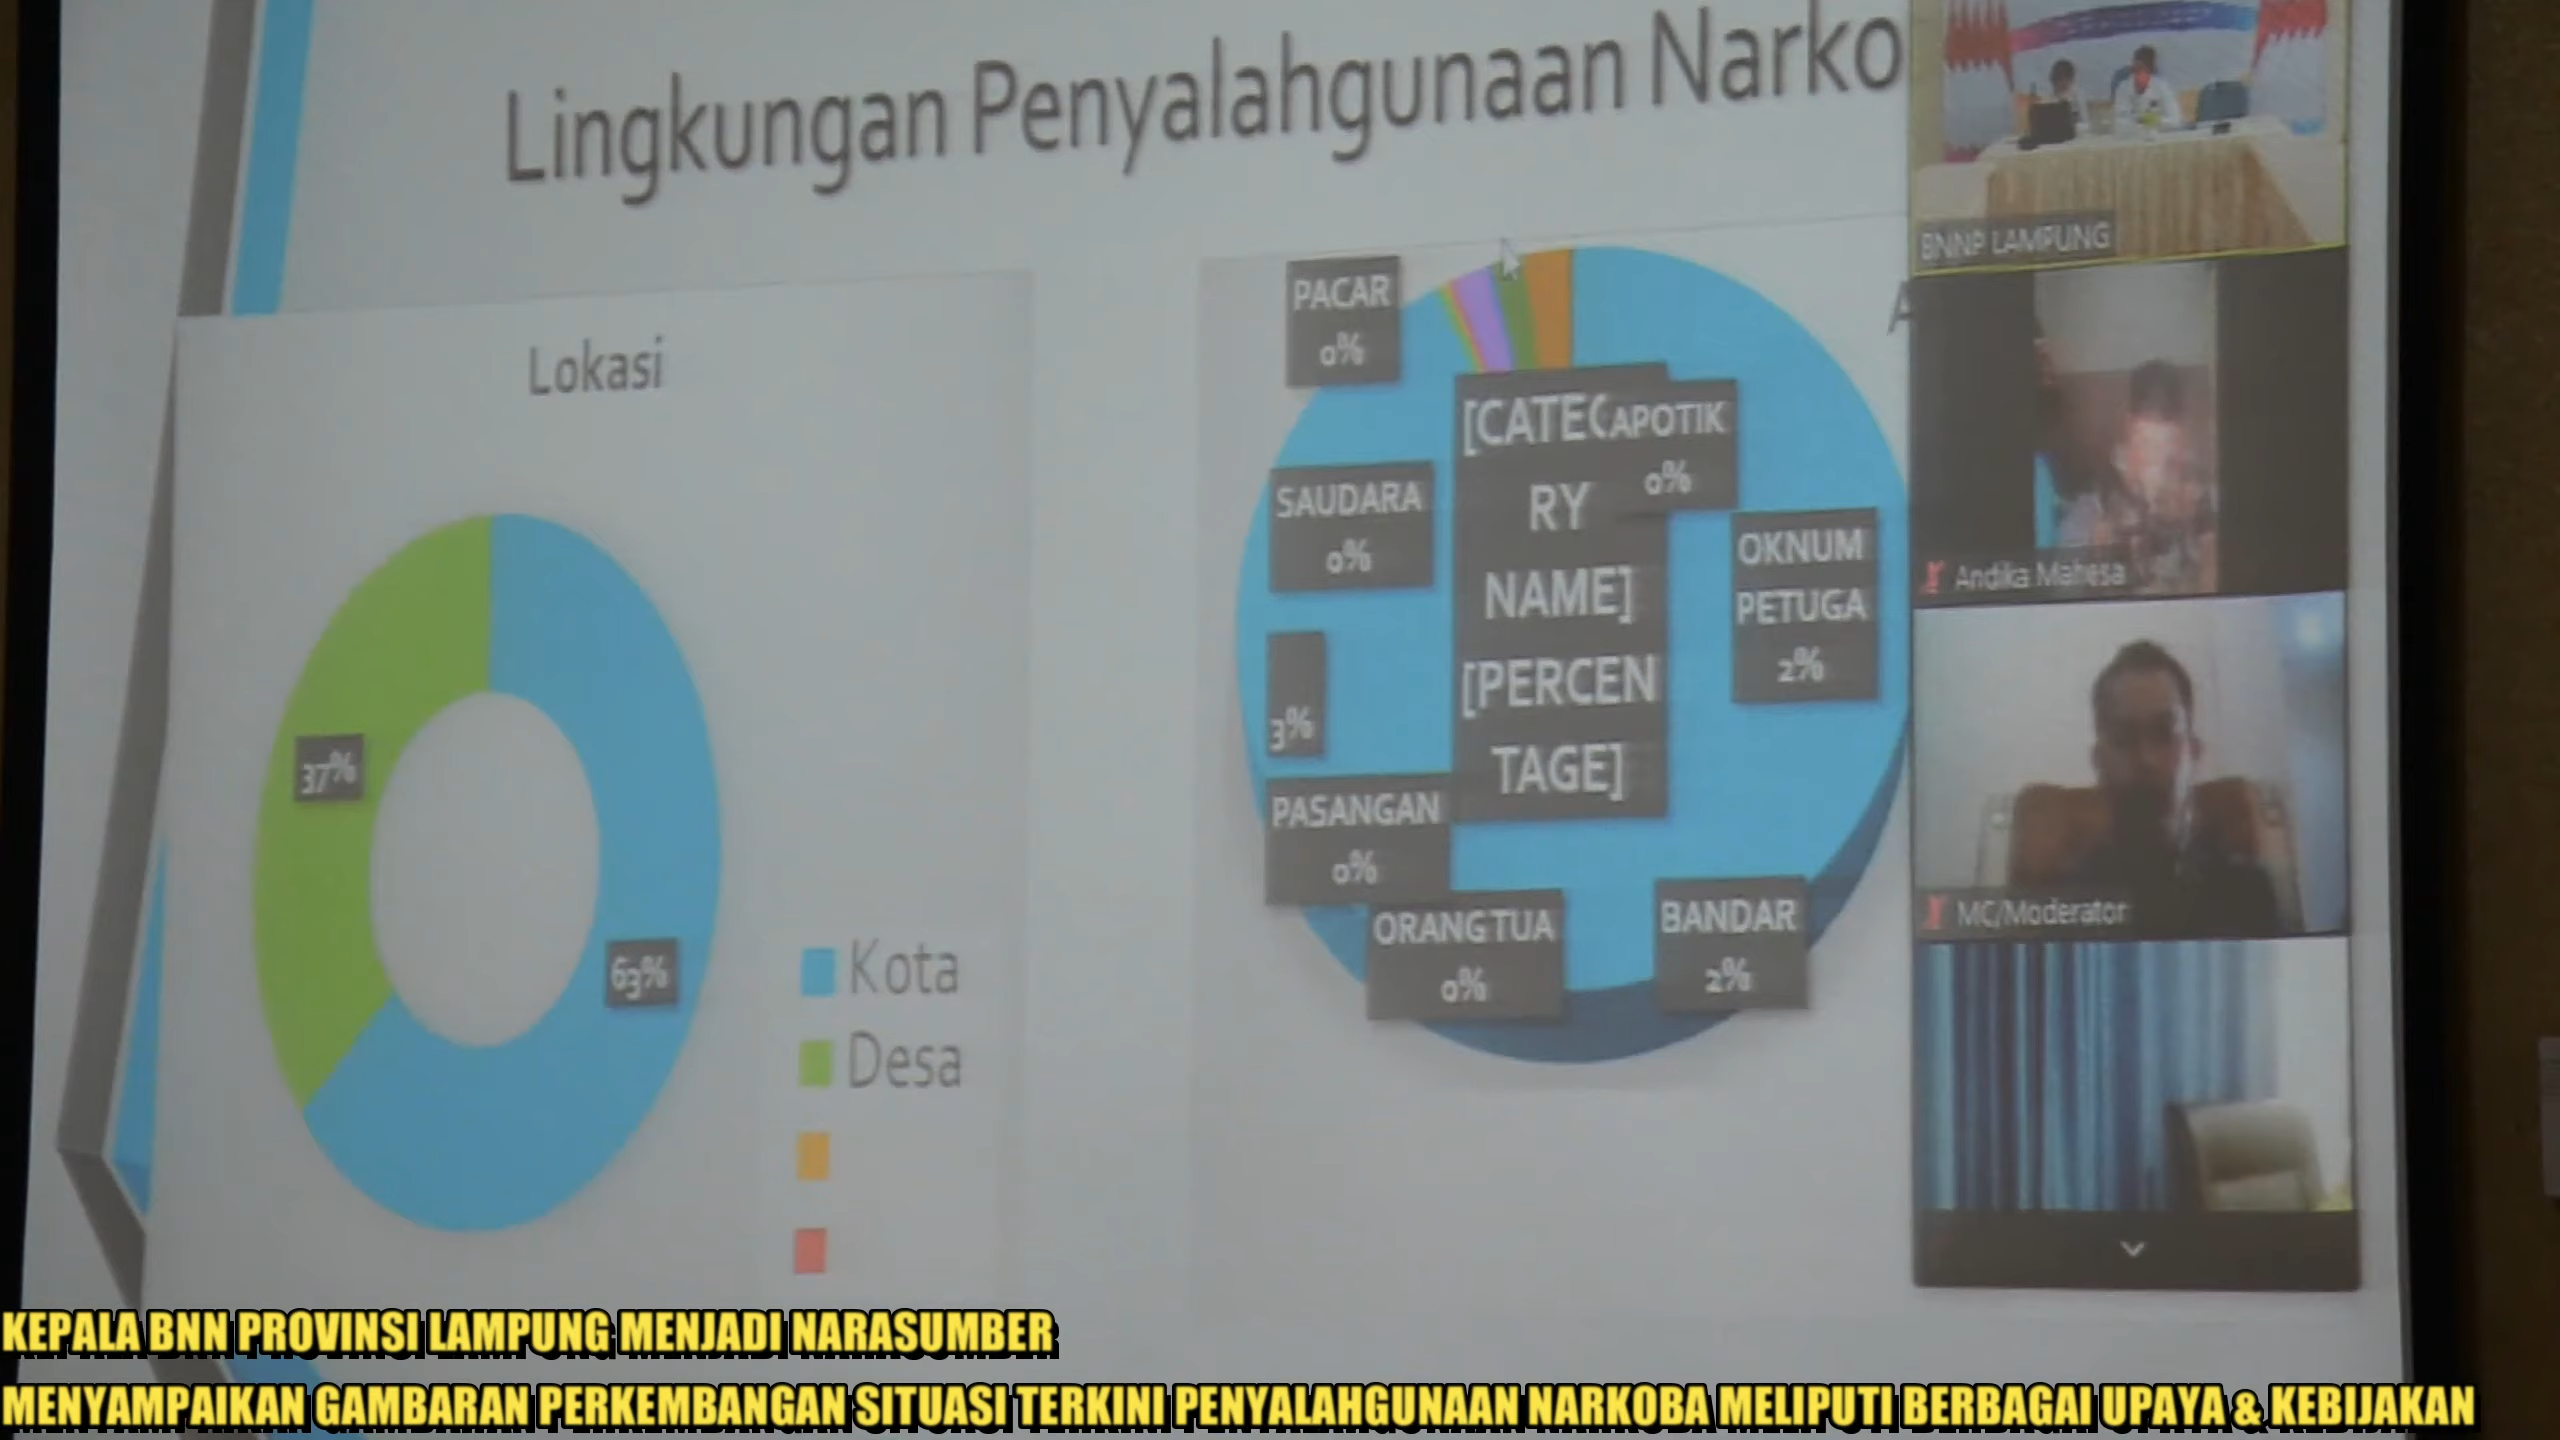 Lingkungan Penyalahgunaan Narko
Lokasi
37%
63%
Kota
Desa
PACAR
0%
[CATEG
RY
NAME]
[PERCEN
TAGE]
APOTIK
0%
SAUDARA
0%
OKNUM
PETUGA
2%
3%
PASANGAN
0%
ORANG TUA
0%
BANDAR
2%
A
BNNP LAMPUNG
Andika Mahesa
MC/Moderator
KEPALA BNN PROVINSI LAMPUNG MENJADI NARASUMBER
MENYAMPAIKAN GAMBARAN PERKEMBANGAN SITUASI TERKINI PENYALAHGUNAAN NARKOBA MELIPUTI BERBAGAI UPAYA & KEBIJAKAN